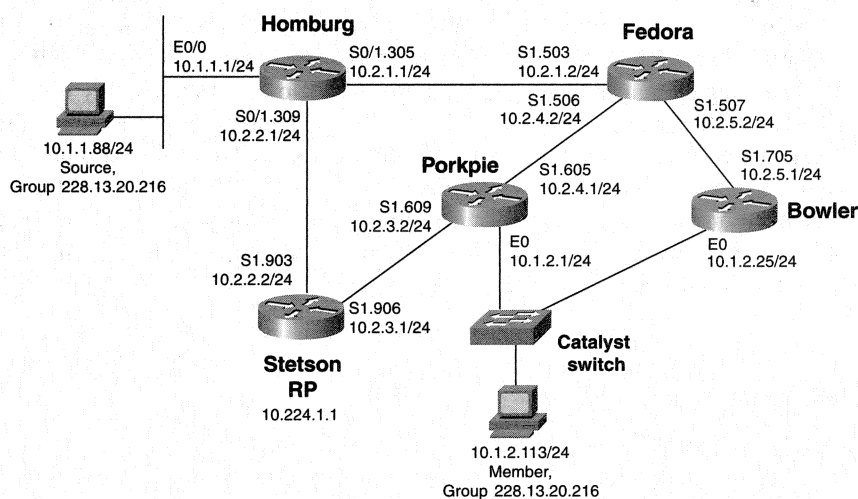 Homburg
Fedora
E0/0
10.1.1.1/24
S0/1.305
10.2.1.1/24
S1.503
10.2.1.2/24
S0/1.309
10.2.2.1/24
S1.506
10.2.4.2/24
S1.507
10.2.5.2/24
10.1.1.88/24
Source,
Group 228.13.20.216
Porkpie
S1.605
10.2.4.1/24
S1.705
10.2.5.1/24
Bowler
S1.609
10.2.3.2/24
E0
10.1.2.1/24
E0
10.1.2.25/24
S1.903
10.2.2.2/24
S1.906
10.2.3.1/24
Stetson
RP
10.224.1.1
Catalyst
switch
10.1.2.113/24
Member,
Group 228.13.20.216